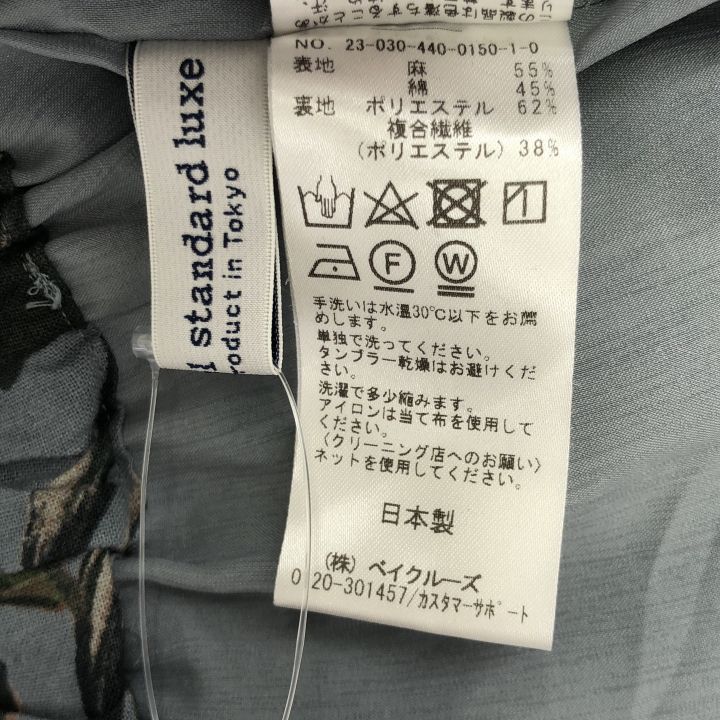 standard luxe
roduct in Tokyo
NO. 23-030-440-0150-1-0
表地 麻 55%
綿 45%
裏地 ポリエステル 62%
複合繊維
(ポリエステル) 38%
F
W
手洗いは水温30℃以下をお薦
めします。
単独で洗ってください。
タンブラー乾燥はお避けくだ
さい。
洗濯で多少縮みます。
アイロンは当て布を使用して
ください。
〈クリーニング店へのお願い〉
ネットを使用してください。
日本製
(株) ベイクルーズ
0 20-301457/カスタマーサポート